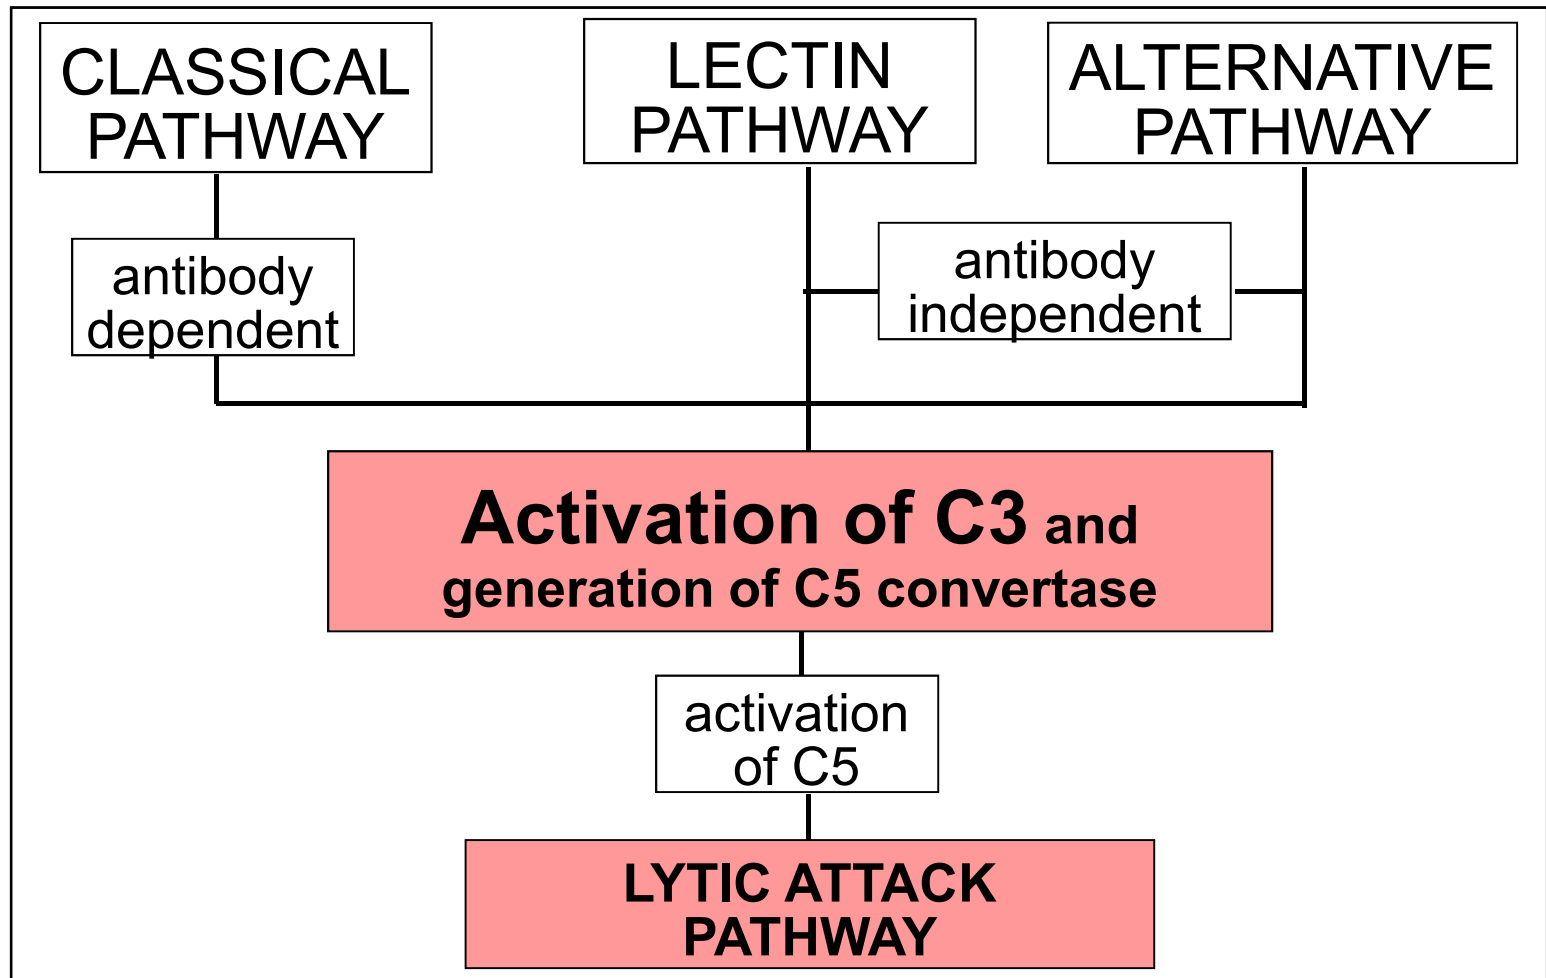 CLASSICAL
PATHWAY
LECTIN
PATHWAY
ALTERNATIVE
PATHWAY
antibody
dependent
antibody
independent
Activation of C3 and
generation of C5 convertase
activation
of C5
LYTIC ATTACK
PATHWAY